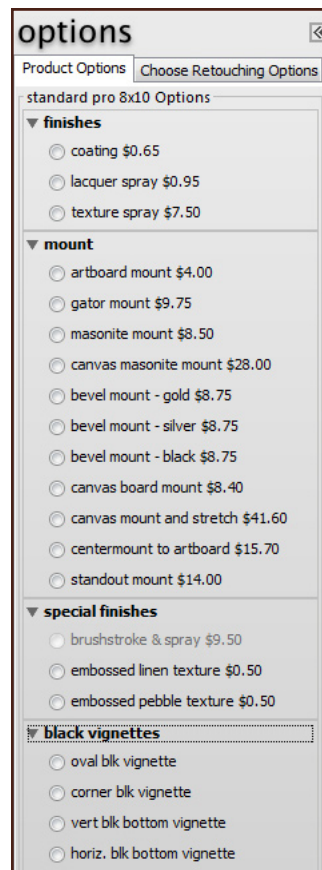 options
Product Options Choose Retouching Options
standard pro 8x10 Options
finishes
coating $0.65
lacquer spray $0.95
texture spray $7.50
mount
artboard mount $4.00
gator mount $9.75
masonite mount $8.50
canvas masonite mount $28.00
bevel mount - gold $8.75
bevel mount - silver $8.75
bevel mount - black $8.75
canvas board mount $8.40
canvas mount and stretch $41.60
centermount to artboard $15.70
standout mount $14.00
special finishes
brushstroke & spray $9.50
embossed linen texture $0.50
embossed pebble texture $0.50
black vignettes
oval blk vignette
corner blk vignette
vert blk bottom vignette
horiz. blk bottom vignette